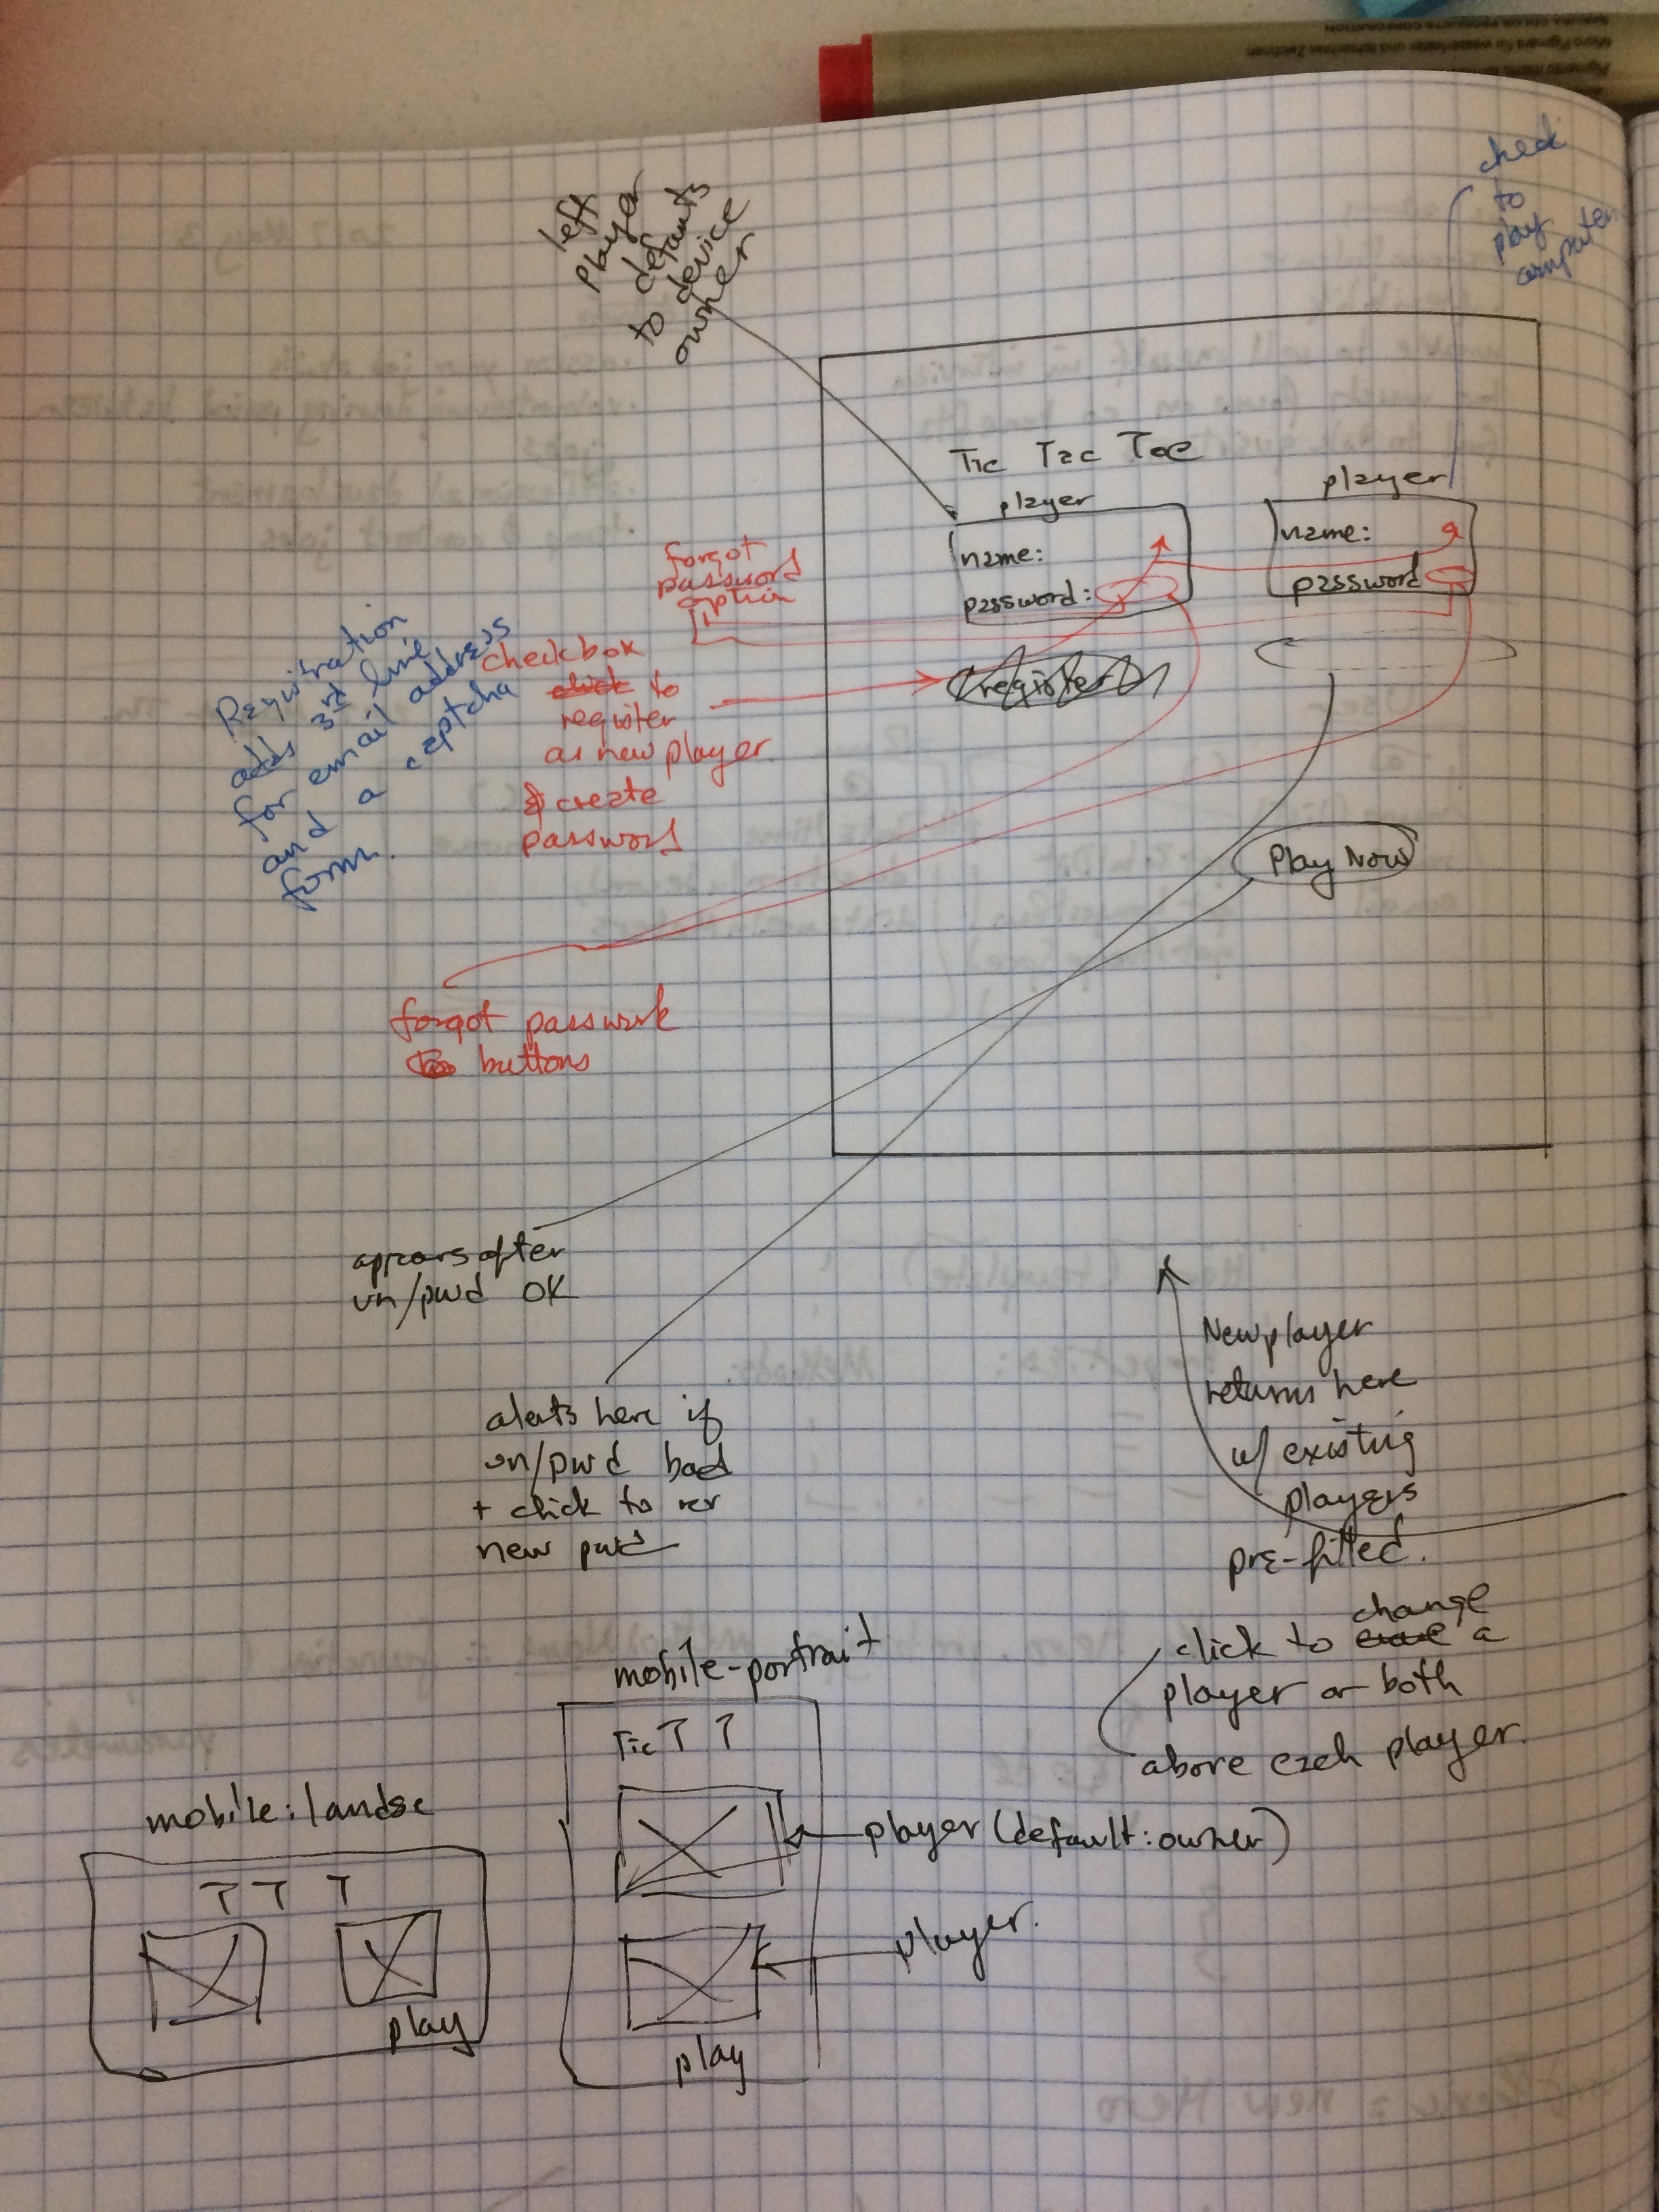 check
to
play
computer
left
player
defaults
to device
owner
Tic Tac Toe
player
name:
password:
player
name:
password
register
Play Now
forgot
password
option
checkbox
click to
register
as new player
& create
password
Registration
adds 3rd line
for email address
and a captcha
form.
forgot passwork
buttons
appears after
un/pwd OK
alerts here if
un/pwd bad
+ click to
new pwd
New player
returns here
w/ existing
players
pre-filled.
change
click to a
player or both
above each player.
mobile-portrait
Tic T T
player (default: owner)
player.
play
mobile: landsc
T T T
play